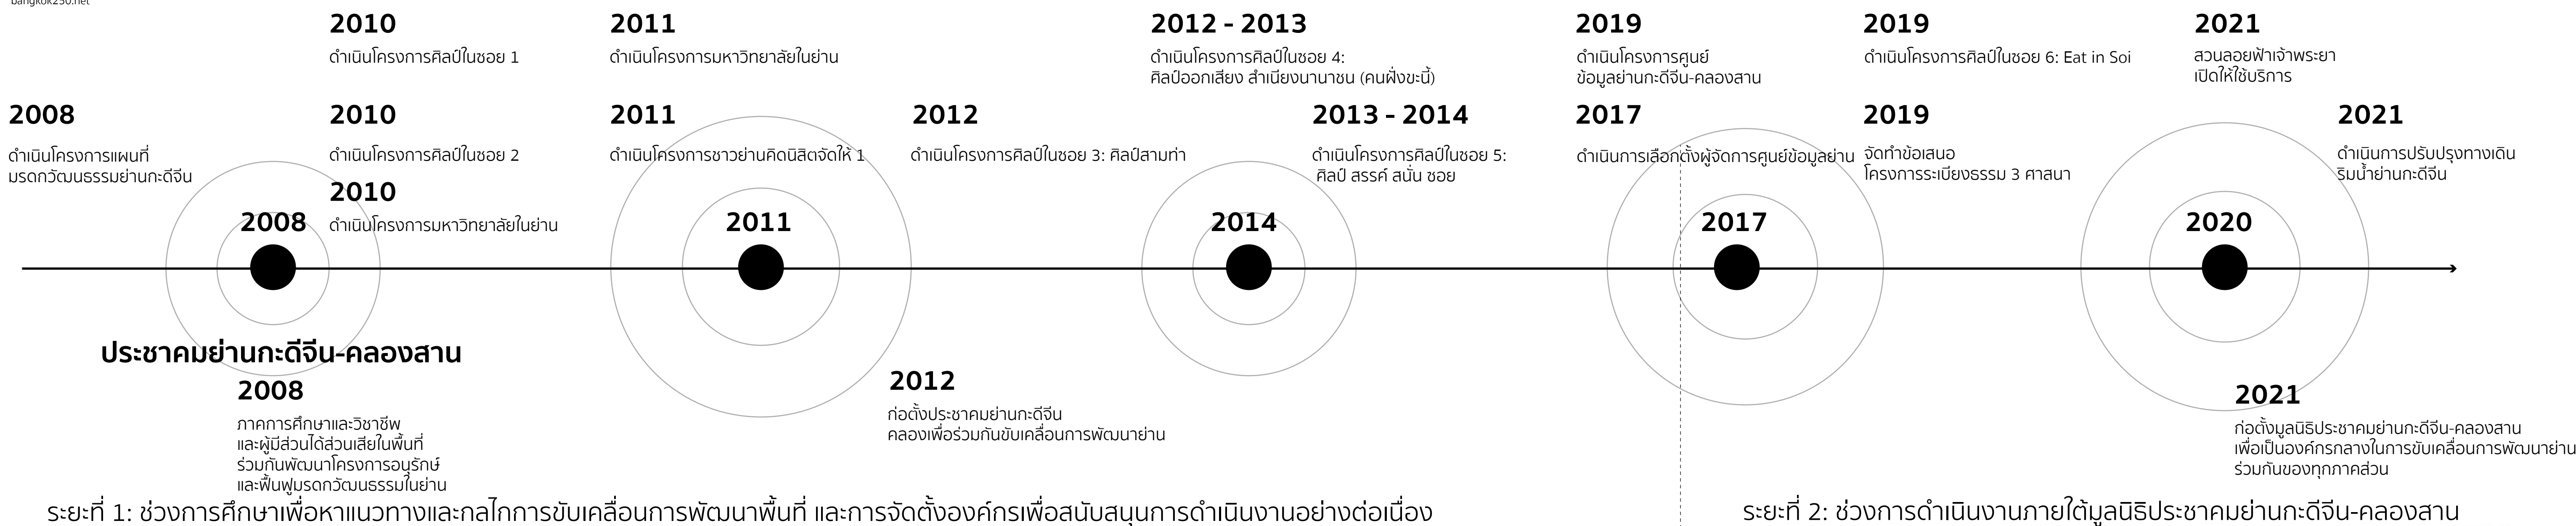 bangkok250.net
2010
ดำเนินโครงการศิลป์ในซอย 1
2011
ดำเนินโครงการมหาวิทยาลัยในย่าน
2012 - 2013
ดำเนินโครงการศิลป์ในซอย 4:
ศิลป์ออกเสียง สำเนียงนานาชน (คนฝั่งขะนี้)
2019
ดำเนินโครงการศูนย์
ข้อมูลย่านกะดีจีน-คลองสาน
2019
ดำเนินโครงการศิลป์ในซอย 6: Eat in Soi
2021
สวนลอยฟ้าเจ้าพระยา
เปิดให้ใช้บริการ
2008
ดำเนินโครงการแผนที่
มรดกวัฒนธรรมย่านกะดีจีน
2010
ดำเนินโครงการศิลป์ในซอย 2
2010
ดำเนินโครงการมหาวิทยาลัยในย่าน
2011
ดำเนินโครงการชาวย่านคิดนิสิตจัดให้ 1
2012
ดำเนินโครงการศิลป์ในซอย 3: ศิลป์สามท่า
2013 - 2014
ดำเนินโครงการศิลป์ในซอย 5:
ศิลป์ สรรค์ สนั่น ซอย
2017
ดำเนินการเลือกตั้งผู้จัดการศูนย์ข้อมูลย่าน
2019
จัดทำข้อเสนอ
โครงการระเบียงธรรม 3 ศาสนา
2021
ดำเนินการปรับปรุงทางเดิน
ริมน้ำย่านกะดีจีน
2008
2011
2014
2017
2020
ประชาคมย่านกะดีจีน-คลองสาน
2008
ภาคการศึกษาและวิชาชีพ
และผู้มีส่วนได้ส่วนเสียในพื้นที่
ร่วมกันพัฒนาโครงการอนุรักษ์
และฟื้นฟูมรดกวัฒนธรรมในย่าน
2012
ก่อตั้งประชาคมย่านกะดีจีน
คลองเพื่อร่วมกันขับเคลื่อนการพัฒนาย่าน
2021
ก่อตั้งมูลนิธิประชาคมย่านกะดีจีน-คลองสาน
เพื่อเป็นองค์กรกลางในการขับเคลื่อนการพัฒนาย่าน
ร่วมกันของทุกภาคส่วน
ระยะที่ 1: ช่วงการศึกษาเพื่อหาแนวทางและกลไกการขับเคลื่อนการพัฒนาพื้นที่ และการจัดตั้งองค์กรเพื่อสนับสนุนการดำเนินงานอย่างต่อเนื่อง
ระยะที่ 2: ช่วงการดำเนินงานภายใต้มูลนิธิประชาคมย่านกะดีจีน-คลองสาน